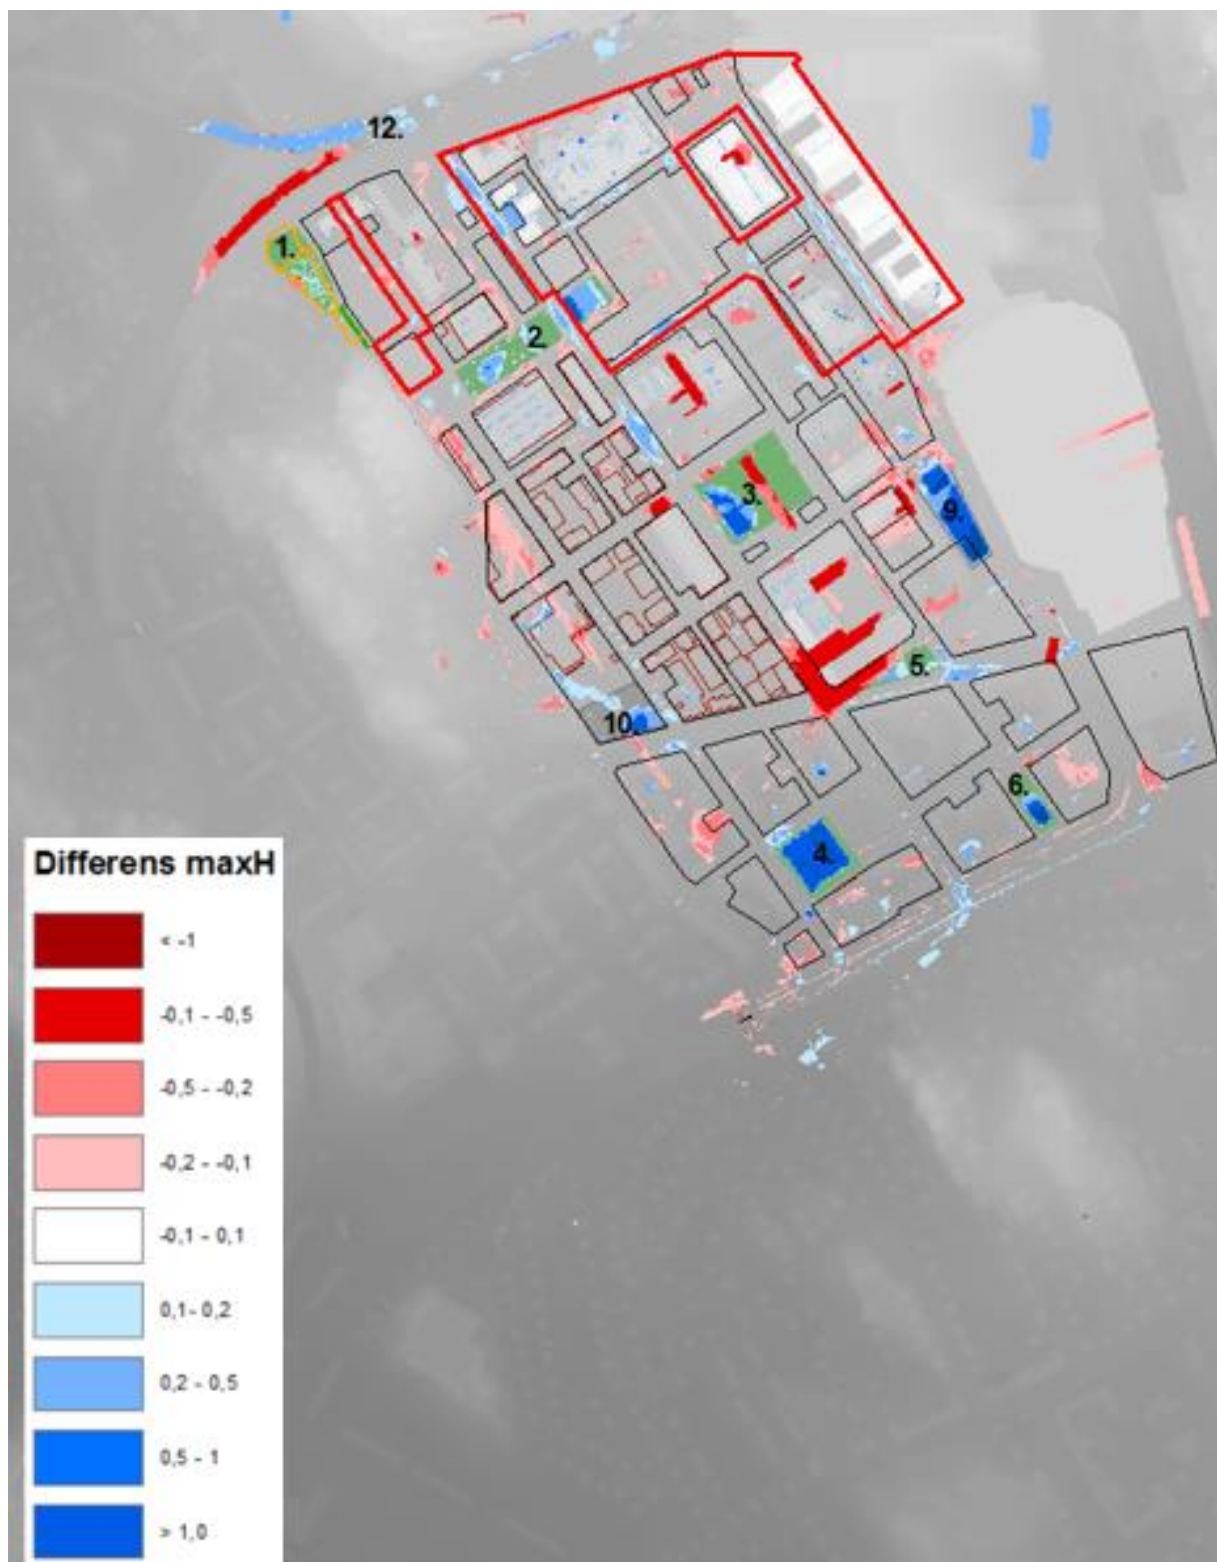 12.
1.
2.
3.
9.
5.
10.
6.
4.
Differens maxH
< -1
-0,1 - -0,5
-0,5 - -0,2
-0,2 - -0,1
-0,1 - 0,1
0,1- 0,2
0,2 - 0,5
0,5 - 1
> 1,0